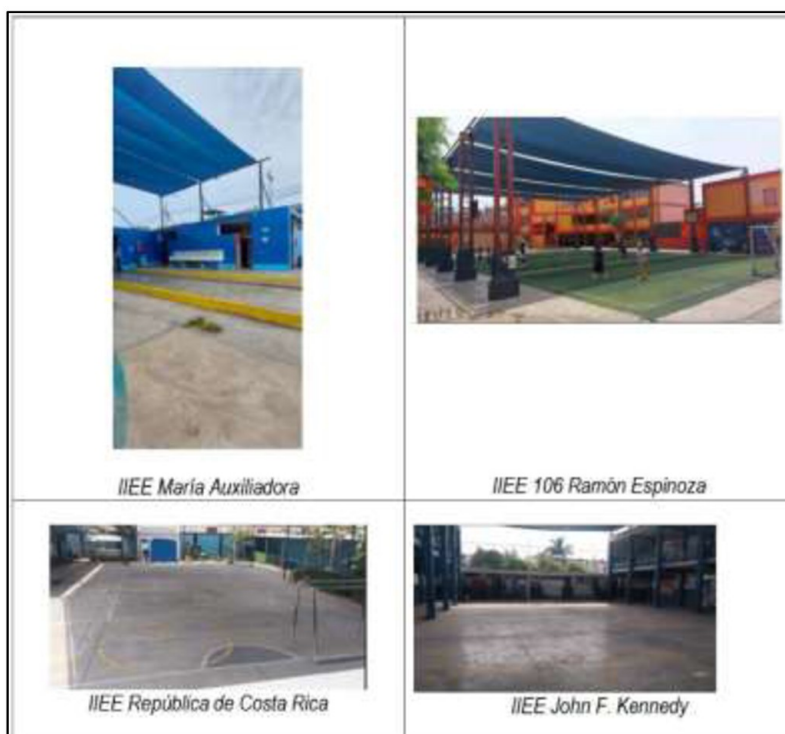 IIEE María Auxiliadora
IIEE 106 Ramón Espinoza
IIEE República de Costa Rica
IIEE John F. Kennedy